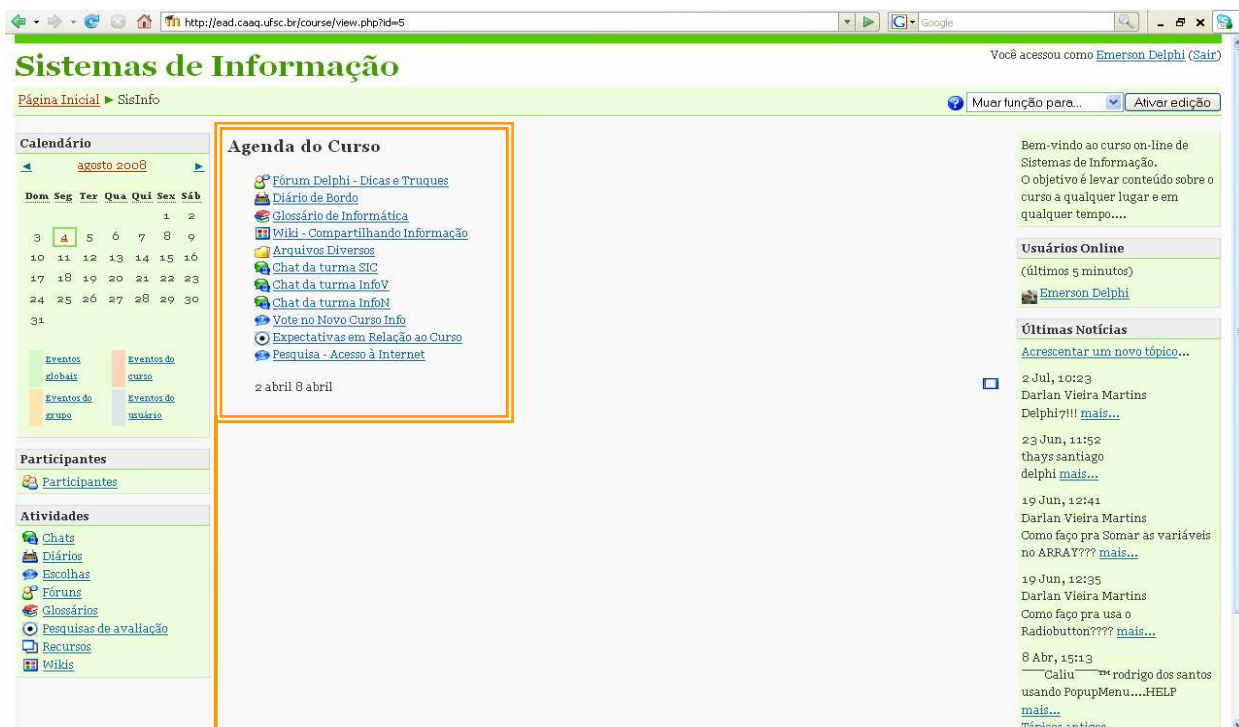 http://ead.caaq.ufsc.br/course/view.php?id=5
Google
Sistemas de Informação
Você acessou como Emerson Delphi (Sair)
Página Inicial ► SisInfo
Muar função para...
Ativar edição
Calendário
◄ agosto 2008 ►
Dom Seg Ter Qua Qui Sex Sáb
1 2
3 4 5 6 7 8 9
10 11 12 13 14 15 16
17 18 19 20 21 22 23
24 25 26 27 28 29 30
31
Eventos globais
Eventos do curso
Eventos do grupo
Eventos do usuário
Participantes
Participantes
Atividades
Chats
Diários
Escolhas
Fóruns
Glossários
Pesquisas de avaliação
Recursos
Wikis
Agenda do Curso
Fórum Delphi - Dicas e Truques
Diário de Bordo
Glossário de Informática
Wiki - Compartilhando Informação
Arquivos Diversos
Chat da turma SIC
Chat da turma InfoV
Chat da turma InfoN
Vote no Novo Curso Info
Expectativas em Relação ao Curso
Pesquisa - Acesso à Internet
2 abril 8 abril
Bem-vindo ao curso on-line de
Sistemas de Informação.
O objetivo é levar conteúdo sobre o
curso a qualquer lugar e em
qualquer tempo....
Usuários Online
(últimos 5 minutos)
Emerson Delphi
Últimas Notícias
Acrescentar um novo tópico...
2 Jul, 10:23
Darlan Vieira Martins
Delphi7!!! mais...
23 Jun, 11:52
thays santiago
delphi mais...
19 Jun, 12:41
Darlan Vieira Martins
Como faço pra Somar as variáveis
no ARRAY??? mais...
19 Jun, 12:35
Darlan Vieira Martins
Como faço pra usa o
Radiobutton???? mais...
8 Abr, 15:13
¯¯¯Caliu¯¯¯™ rodrigo dos santos
usando PopupMenu....HELP
mais...
Tópicos antigos